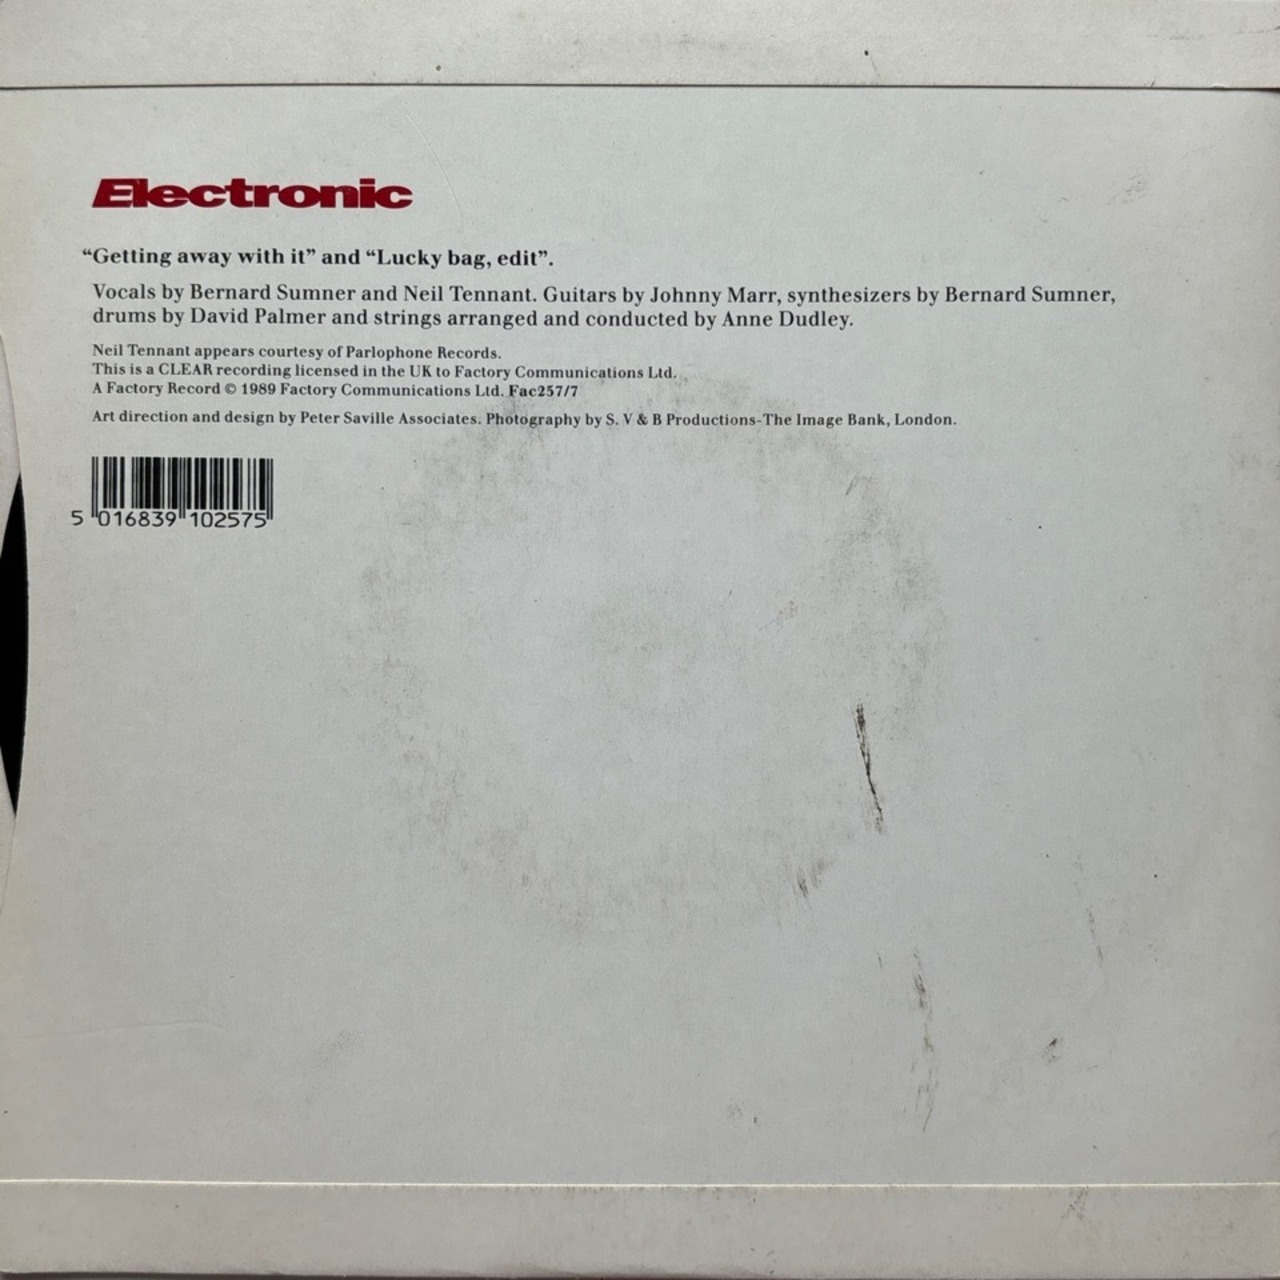 Electronic
“Getting away with it” and “Lucky bag, edit”.
Vocals by Bernard Sumner and Neil Tennant. Guitars by Johnny Marr, synthesizers by Bernard Sumner,
drums by David Palmer and strings arranged and conducted by Anne Dudley.
Neil Tennant appears courtesy of Parlophone Records.
This is a CLEAR recording licensed in the UK to Factory Communications Ltd.
A Factory Record © 1989 Factory Communications Ltd. Fac257/7
Art direction and design by Peter Saville Associates. Photography by S. V & B Productions-The Image Bank, London.
5 016839 102575